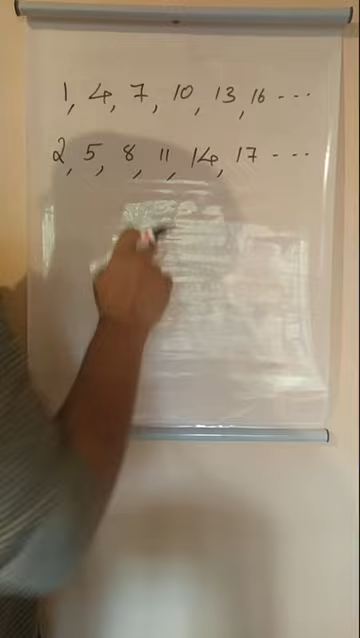 1, 4, 7, 10, 13, 16 ---
2, 5, 8, 11, 14, 17 ---